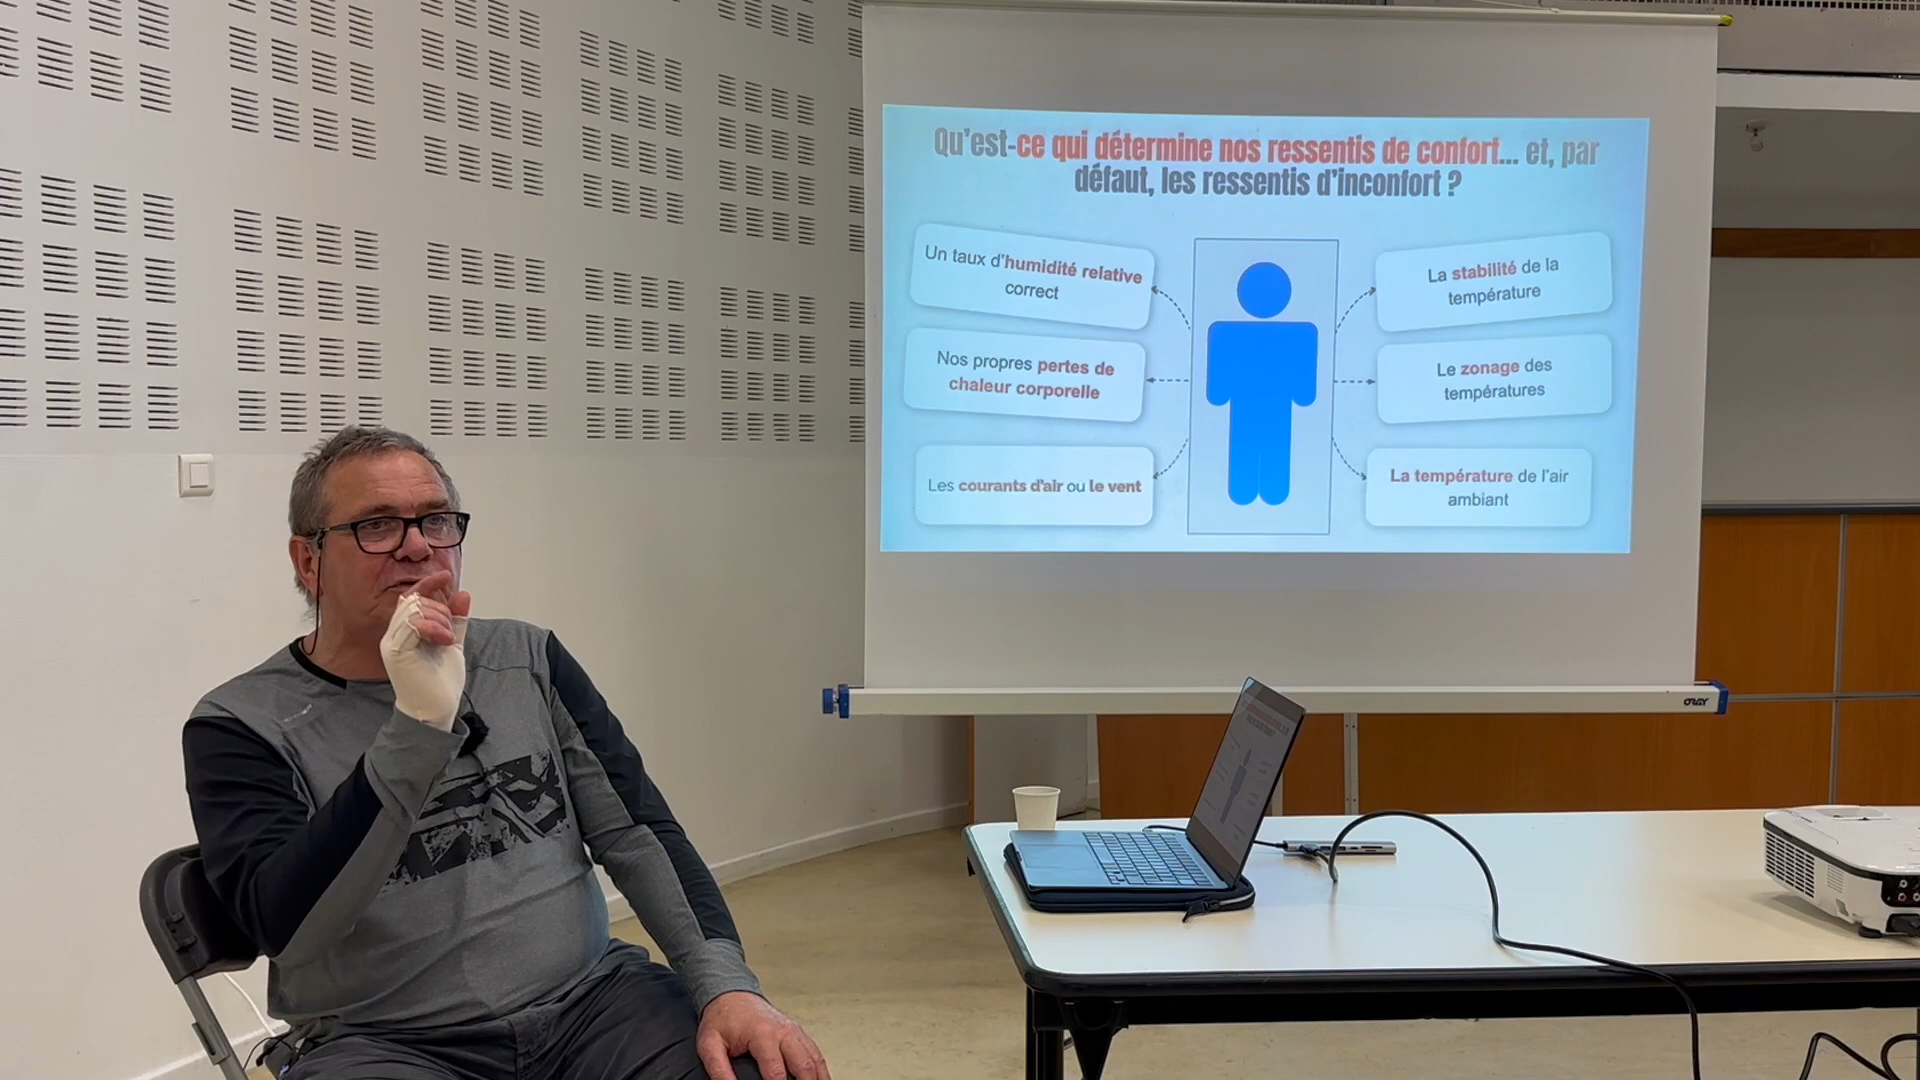 Qu'est-ce qui détermine nos ressentis de confort... et, par
défaut, les ressentis d'inconfort ?
Un taux d'humidité relative
correct
Nos propres pertes de
chaleur corporelle
Les courants d'air ou le vent
La stabilité de la
température
Le zonage des
températures
La température de l'air
ambiant
ORAY